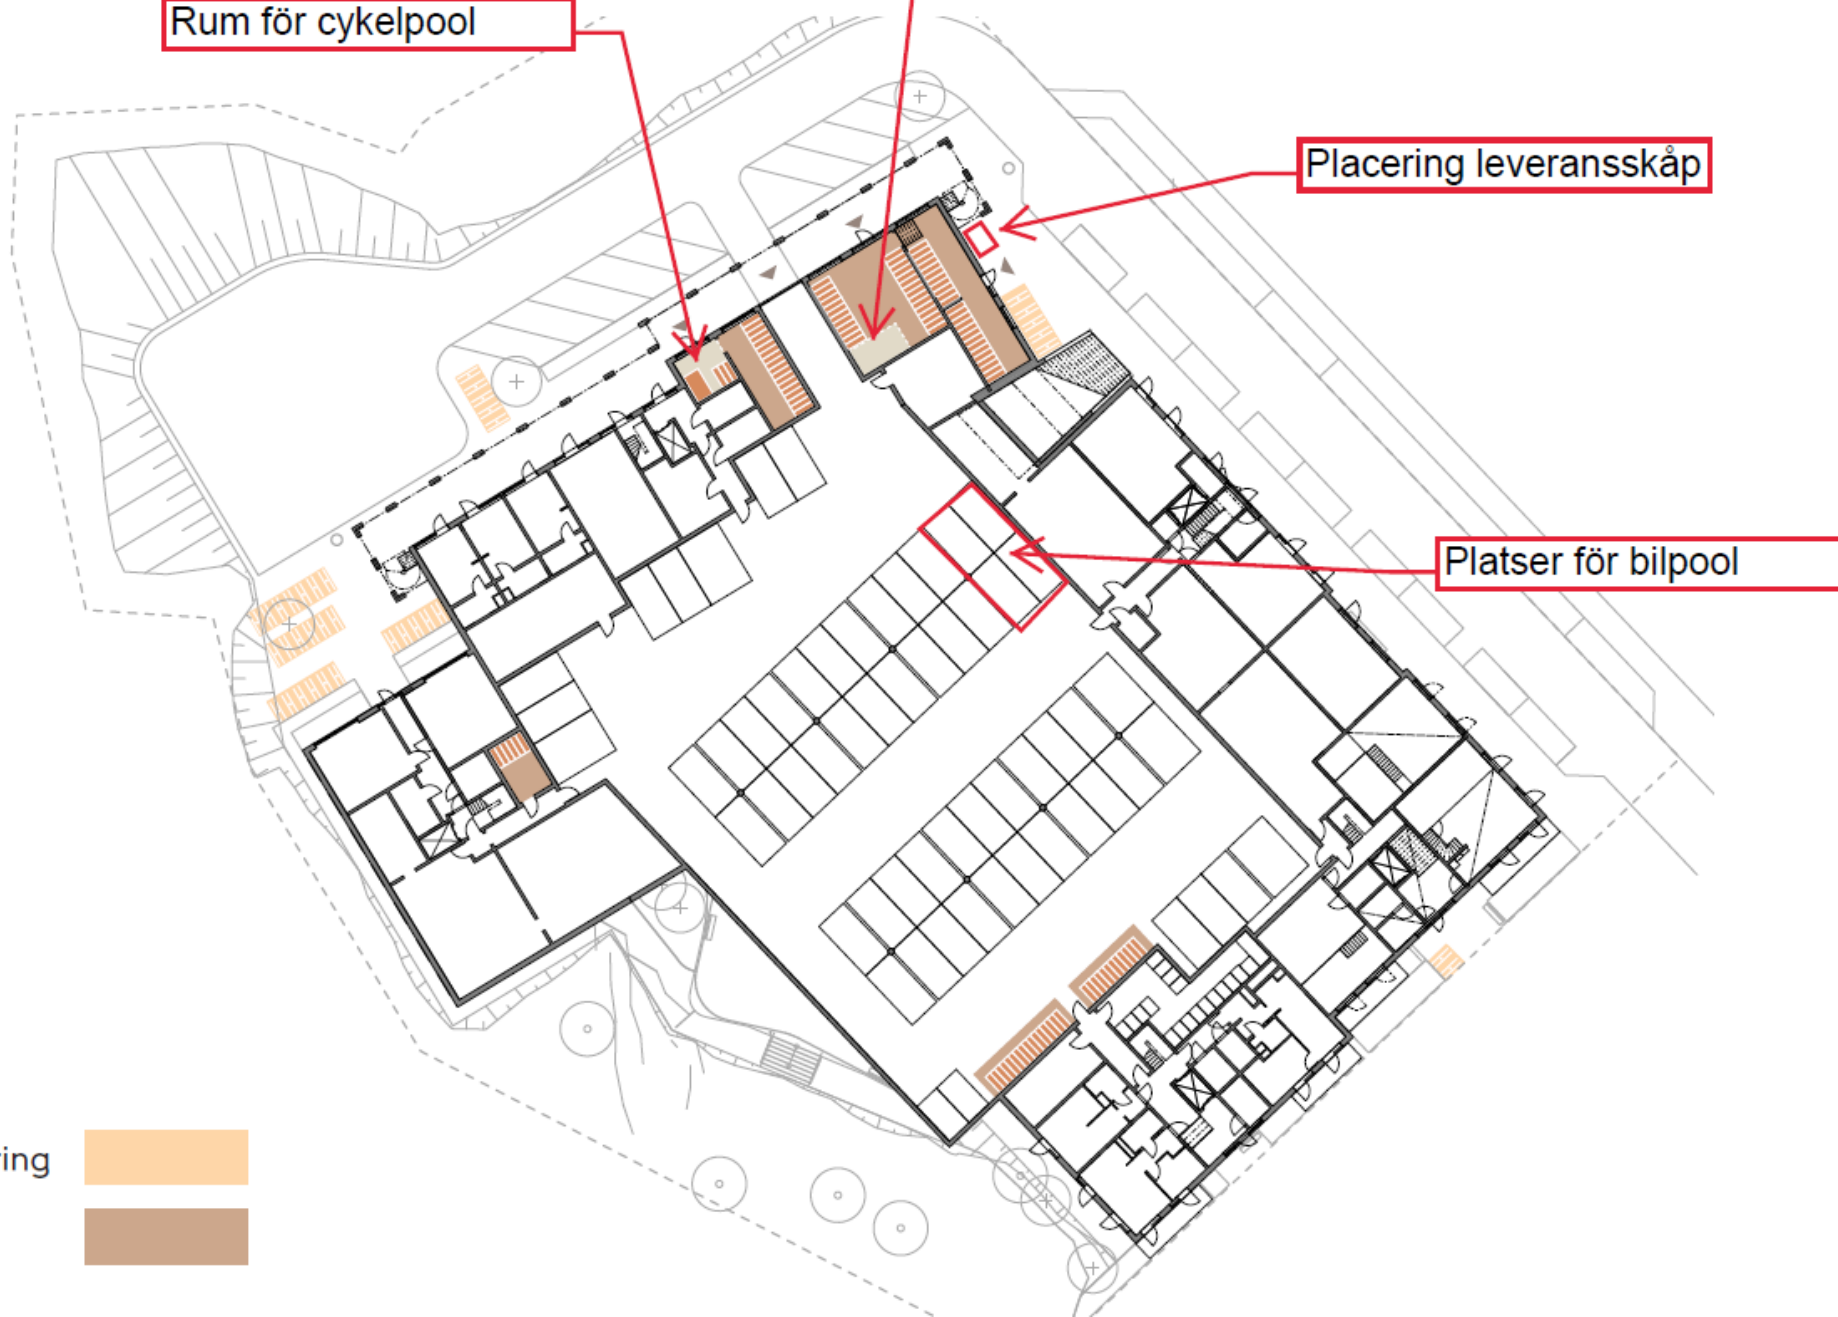 Rum för cykelpool
Placering leveransskåp
Platser för bilpool
ing